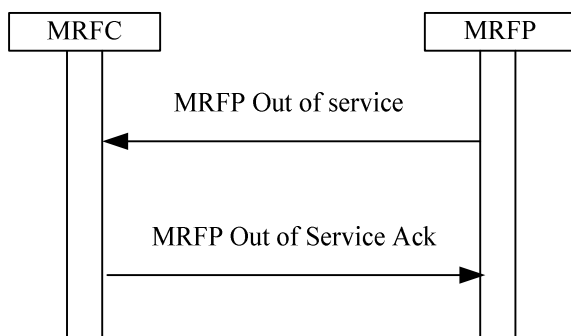 MRFC
MRFP
MRFP Out of service
MRFP Out of Service Ack